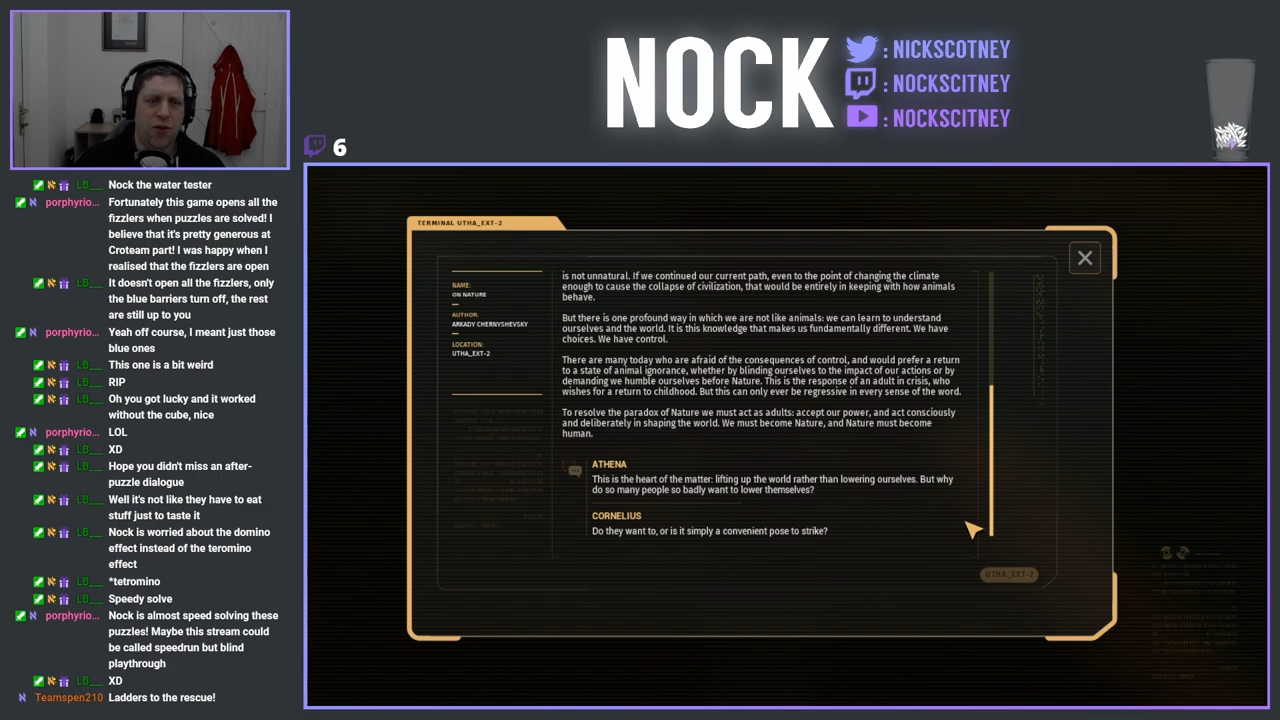 NOCK
: NICKSCOTNEY
: NOCKSCITNEY
: NOCKSCITNEY
6
LB__ Nock the water tester
porphyrio... Fortunately this game opens all the
fizzlers when puzzles are solved! I
believe that it's pretty generous at
Croteam part! I was happy when I
realised that the fizzlers are open
LB__ It doesn't open all the fizzlers, only
the blue barriers turn off, the rest
are still up to you
porphyrio... Yeah off course, I meant just those
blue ones
LB__ This one is a bit weird
LB__ RIP
LB__ Oh you got lucky and it worked
without the cube, nice
porphyrio... LOL
LB__ XD
LB__ Hope you didn't miss an after-
puzzle dialogue
LB__ Well it's not like they have to eat
stuff just to taste it
LB__ Nock is worried about the domino
effect instead of the teromino
effect
LB__ *tetromino
LB__ Speedy solve
porphyrio... Nock is almost speed solving these
puzzles! Maybe this stream could
be called speedrun but blind
playthrough
LB__ XD
Teamspen210 Ladders to the rescue!
TERMINAL UTHA_EXT-2
NAME:
ON NATURE
AUTHOR:
ARKADY CHERNYSHEVSKY
LOCATION:
UTHA_EXT-2
is not unnatural. If we continued our current path, even to the point of changing the climate
enough to cause the collapse of civilization, that would be entirely in keeping with how animals
behave.
But there is one profound way in which we are not like animals: we can learn to understand
ourselves and the world. It is this knowledge that makes us fundamentally different. We have
choices. We have control.
There are many today who are afraid of the consequences of control, and would prefer a return
to a state of animal ignorance, whether by blinding ourselves to the impact of our actions or by
demanding we humble ourselves before Nature. This is the response of an adult in crisis, who
wishes for a return to childhood. But this can only ever be regressive in every sense of the word.
To resolve the paradox of Nature we must act as adults: accept our power, and act consciously
and deliberately in shaping the world. We must become Nature, and Nature must become
human.
ATHENA
This is the heart of the matter: lifting up the world rather than lowering ourselves. But why
do so many people so badly want to lower themselves?
CORNELIUS
Do they want to, or is it simply a convenient pose to strike?
UTHA_EXT-2